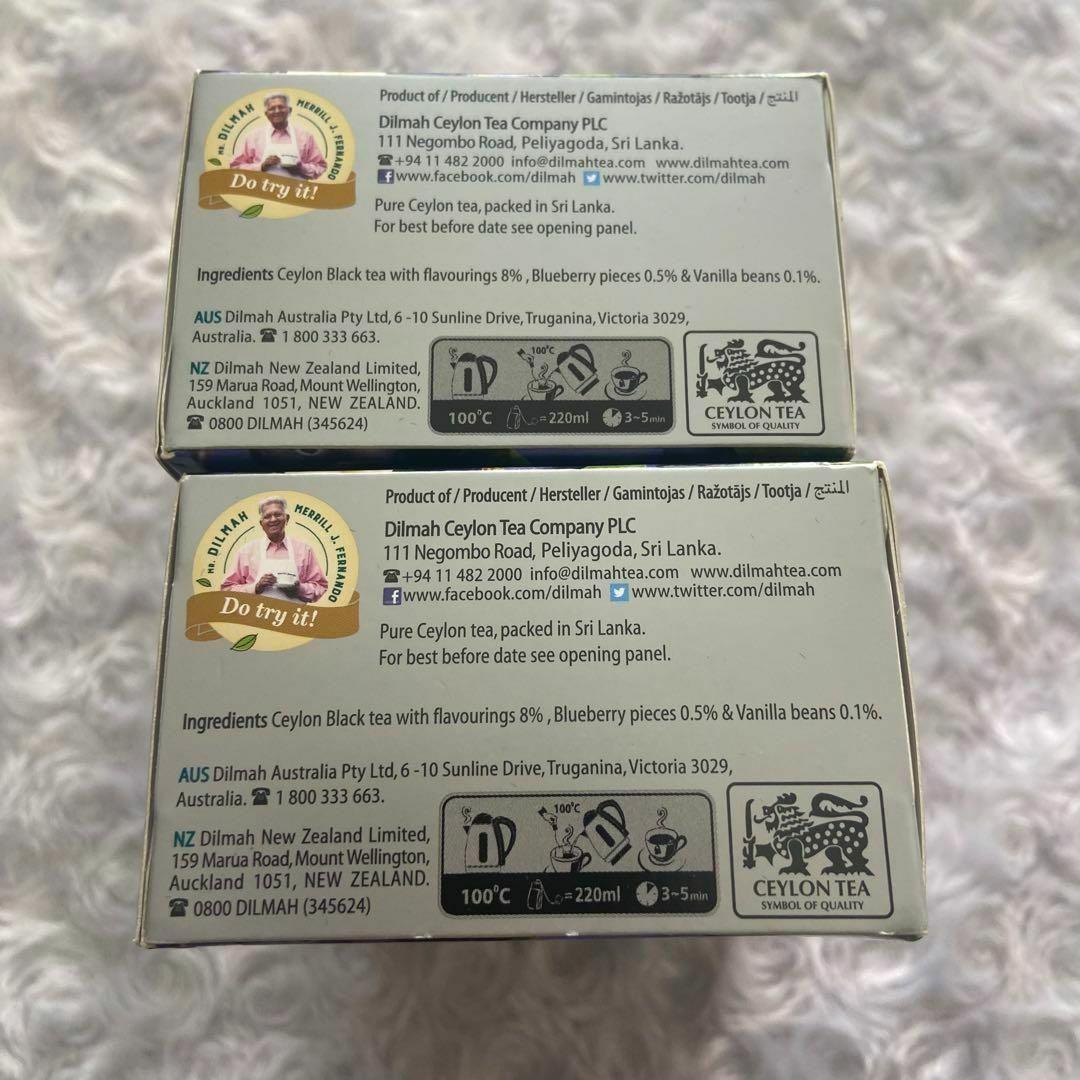 MR. DILMAH MERRILL J. FERNANDO
Do try it!
Product of / Producent / Hersteller / Gamintojas / Ražotājs / Tootja / المنتج
Dilmah Ceylon Tea Company PLC
111 Negombo Road, Peliyagoda, Sri Lanka.
☎+94 11 482 2000 info@dilmahtea.com www.dilmahtea.com
www.facebook.com/dilmah www.twitter.com/dilmah
Pure Ceylon tea, packed in Sri Lanka.
For best before date see opening panel.
Ingredients Ceylon Black tea with flavourings 8% , Blueberry pieces 0.5% & Vanilla beans 0.1%.
AUS Dilmah Australia Pty Ltd, 6 -10 Sunline Drive, Truganina, Victoria 3029,
Australia. ☎ 1 800 333 663.
NZ Dilmah New Zealand Limited,
159 Marua Road, Mount Wellington,
Auckland 1051, NEW ZEALAND.
☎ 0800 DILMAH (345624)
100°C
100°C =220ml 3~5min
CEYLON TEA
SYMBOL OF QUALITY
MR. DILMAH MERRILL J. FERNANDO
Do try it!
Product of / Producent / Hersteller / Gamintojas / Ražotājs / Tootja / المنتج
Dilmah Ceylon Tea Company PLC
111 Negombo Road, Peliyagoda, Sri Lanka.
☎+94 11 482 2000 info@dilmahtea.com www.dilmahtea.com
www.facebook.com/dilmah www.twitter.com/dilmah
Pure Ceylon tea, packed in Sri Lanka.
For best before date see opening panel.
Ingredients Ceylon Black tea with flavourings 8% , Blueberry pieces 0.5% & Vanilla beans 0.1%.
AUS Dilmah Australia Pty Ltd, 6 -10 Sunline Drive, Truganina, Victoria 3029,
Australia. ☎ 1 800 333 663.
NZ Dilmah New Zealand Limited,
159 Marua Road, Mount Wellington,
Auckland 1051, NEW ZEALAND.
☎ 0800 DILMAH (345624)
100°C
100°C =220ml 3~5min
CEYLON TEA
SYMBOL OF QUALITY